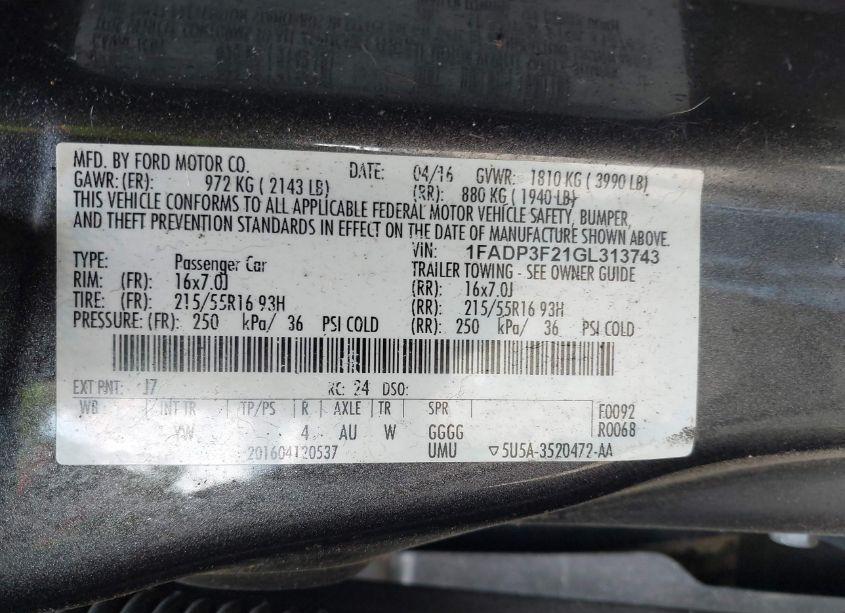 MFD. BY FORD MOTOR CO. DATE: 04/16 GVWR: 1810 KG ( 3990 LB)
GAWR:(FR): 972 KG ( 2143 LB) (RR): 880 KG ( 1940 LB)
THIS VEHICLE CONFORMS TO ALL APPLICABLE FEDERAL MOTOR VEHICLE SAFETY, BUMPER,
AND THEFT PREVENTION STANDARDS IN EFFECT ON THE DATE OF MANUFACTURE SHOWN ABOVE.
VIN: 1FADP3F21GL313743
TYPE: Passenger Car TRAILER TOWING - SEE OWNER GUIDE
RIM: (FR): 16x7.0J (RR): 16x7.0J
TIRE: (FR): 215/55R16 93H (RR): 215/55R16 93H
PRESSURE: (FR): 250 kPa/ 36 PSI COLD (RR): 250 kPa/ 36 PSI COLD
EXT PNT: J7 RC: 24 DSO:
WB INT TR TP/PS R AXLE TR SPR F0092
YW 4 AU W GGGG R0068
UMU ▽5U5A-3520472-AA